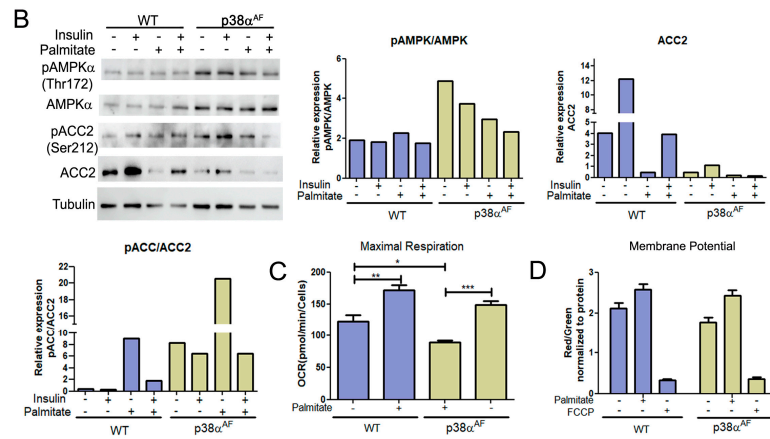 B
WT p38α^AF
Insulin - + - + - + - +
Palmitate - - + + - - + +
pAMPKα
(Thr172)
AMPKα
pACC2
(Ser212)
ACC2
Tubulin
pAMPK/AMPK
Relative expression
pAMPK/AMPK
10
8
6
4
2
0
Insulin - + - + - + - +
Palmitate - - + + - - + +
WT p38α^AF
ACC2
Relative expression
ACC2
15
10
5
4
3
2
1
0
Insulin - + - + - + - +
Palmitate - - + + - - + +
WT p38α^AF
pACC/ACC2
Relative expression
pACC/ACC2
22
20
18
16
14
12
10
8
6
4
2
0
Insulin - + - + - + - +
Palmitate - - + + - - + +
WT p38α^AF
C
Maximal Respiration
OCR(pmol/min/Cells)
200
150
100
50
0
*
**
***
Palmitate - + + -
WT p38α^AF
D
Membrane Potential
Red/Green
normalized to protein
3
2
1
0
Palmitate - + - - + -
FCCP - - + - - +
WT p38α^AF